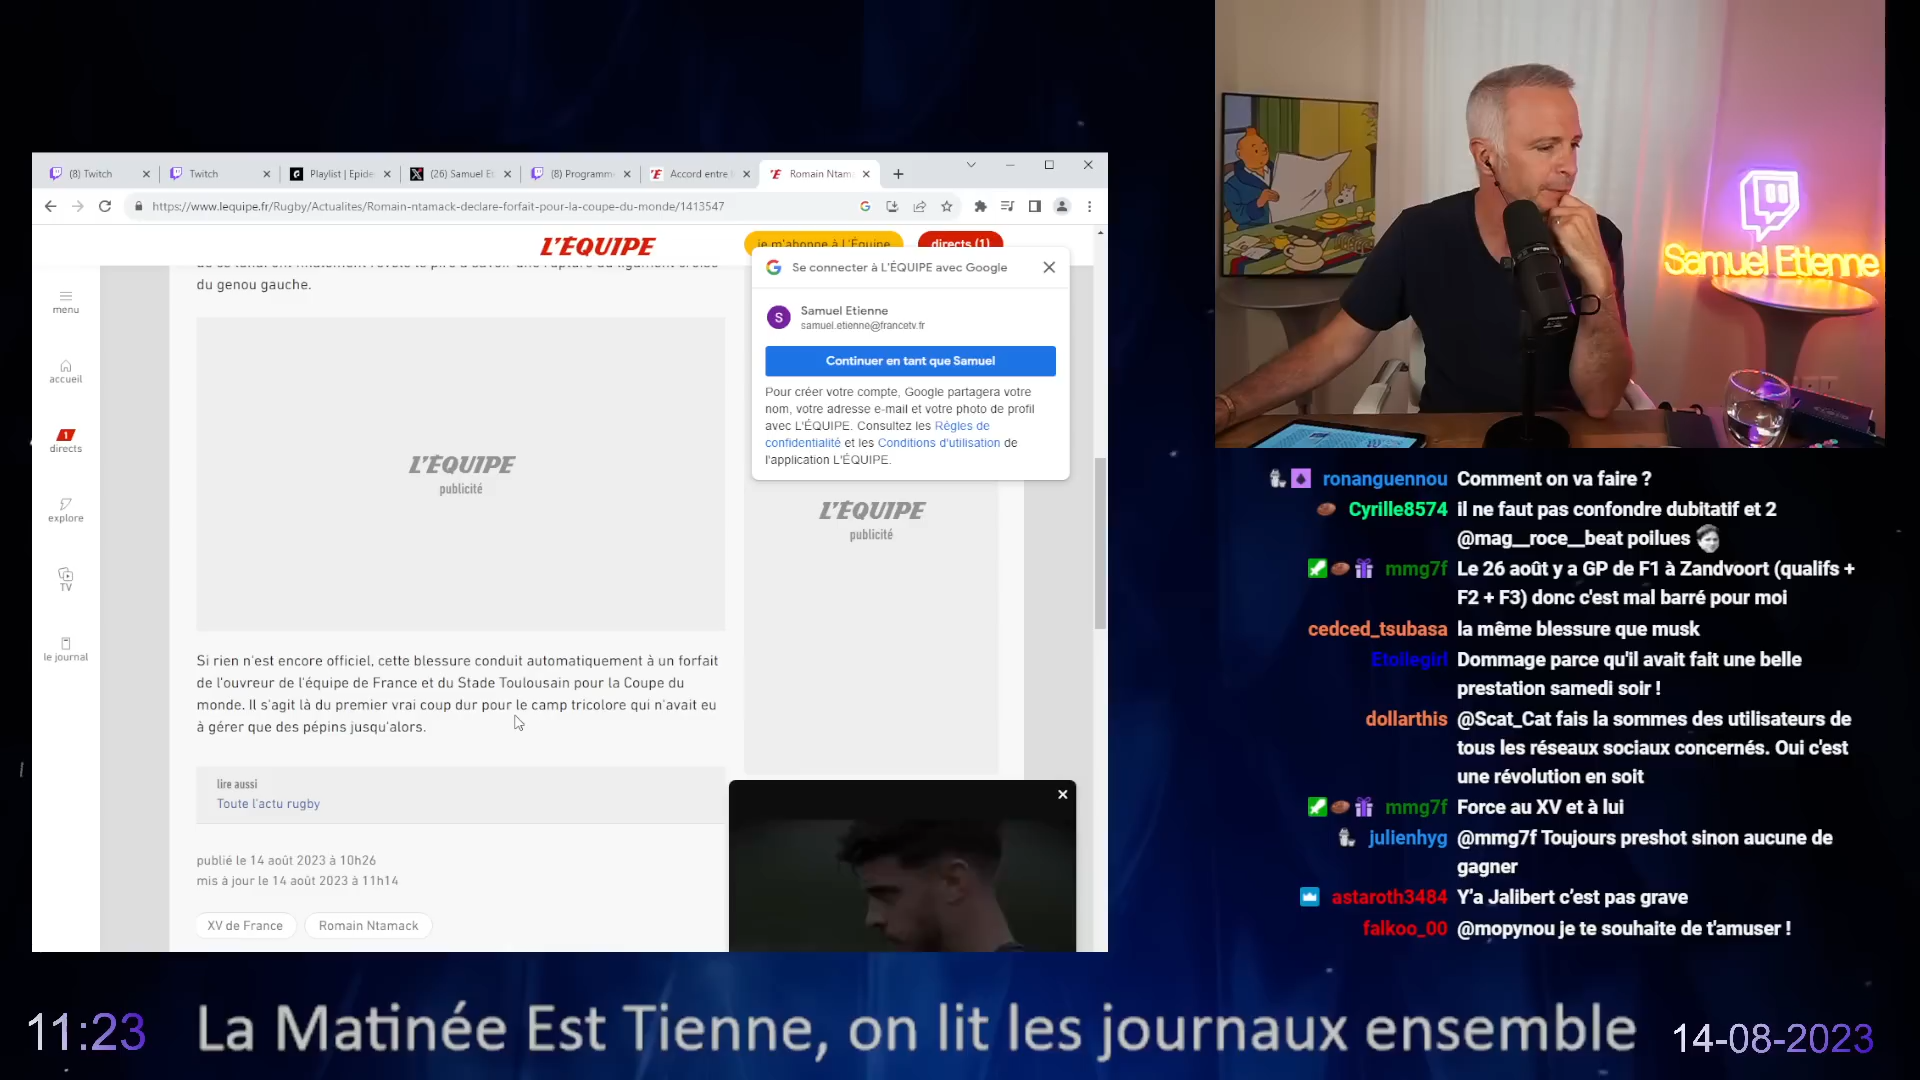 (8) Twitch
Twitch
Playlist | Epide
(26) Samuel Et
(8) Programm
Accord entre
Romain Ntam
https://www.lequipe.fr/Rugby/Actualites/Romain-ntamack-declare-forfait-pour-la-coupe-du-monde/1413547
L'ÉQUIPE
je m'abonne à L'Équipe
directs (1)
du genou gauche.
menu
accueil
1
directs
explore
TV
le journal
L'ÉQUIPE
publicité
Se connecter à L'ÉQUIPE avec Google
S
Samuel Etienne
samuel.etienne@francetv.fr
Continuer en tant que Samuel
Pour créer votre compte, Google partagera votre
nom, votre adresse e-mail et votre photo de profil
avec L'ÉQUIPE. Consultez les Règles de
confidentialité et les Conditions d'utilisation de
l'application L'ÉQUIPE.
L'ÉQUIPE
publicité
Si rien n'est encore officiel, cette blessure conduit automatiquement à un forfait
de l'ouvreur de l'équipe de France et du Stade Toulousain pour la Coupe du
monde. Il s'agit là du premier vrai coup dur pour le camp tricolore qui n'avait eu
à gérer que des pépins jusqu'alors.
lire aussi
Toute l'actu rugby
publié le 14 août 2023 à 10h26
mis à jour le 14 août 2023 à 11h14
XV de France
Romain Ntamack
Samuel Etienne
ronanguennou Comment on va faire ?
Cyrille8574 il ne faut pas confondre dubitatif et 2
@mag__roce__beat poilues
mmg7f Le 26 août y a GP de F1 à Zandvoort (qualifs +
F2 + F3) donc c'est mal barré pour moi
cedced_tsubasa la même blessure que musk
Etoilegirl Dommage parce qu'il avait fait une belle
prestation samedi soir !
dollarthis @Scat_Cat fais la sommes des utilisateurs de
tous les réseaux sociaux concernés. Oui c'est
une révolution en soit
mmg7f Force au XV et à lui
julienhyg @mmg7f Toujours preshot sinon aucune de
gagner
astaroth3484 Y'a Jalibert c'est pas grave
falkoo_00 @mopynou je te souhaite de t'amuser !
11:23
La Matinée Est Tienne, on lit les journaux ensemble
14-08-2023